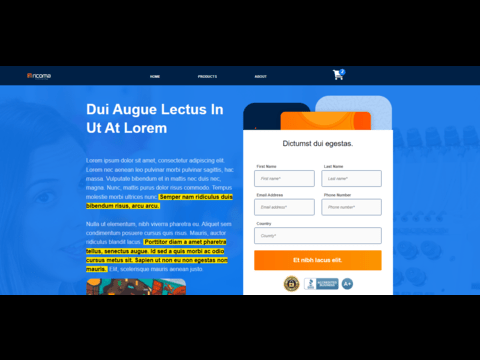 ricoma
HOME
PRODUCTS
ABOUT
2
Dui Augue Lectus In
Ut At Lorem
Lorem ipsum dolor sit amet, consectetur adipiscing elit.
Lorem nec aenean leo pulvinar morbi pulvinar sagittis, hac
massa. Vulputate bibendum et in mattis nec duis nec,
magna. Nunc, mattis purus dolor risus commodo. Tempus
molestie morbi ultrices nunc. Semper nam ridiculus duis
bibendum risus, arcu arcu.
Nulla ut elementum, nibh viverra pharetra eu. Aliquet sem
condimentum posuere cursus quis risus. Mauris, auctor
ridiculus blandit lacus. Porttitor diam a amet pharetra
tellus, senectus augue. Id sed a quis morbi ac odio
cursus metus sit. Sapien ut non eu non egestas non
mauris. Elit, scelerisque mauris aenean justo
Dictumst dui egestas.
First Name
Last Name
First name*
Last name*
Email Address
Phone Number
Email address*
Phone number*
Country
Country*
Et nibh lacus elit.
BBB
A+